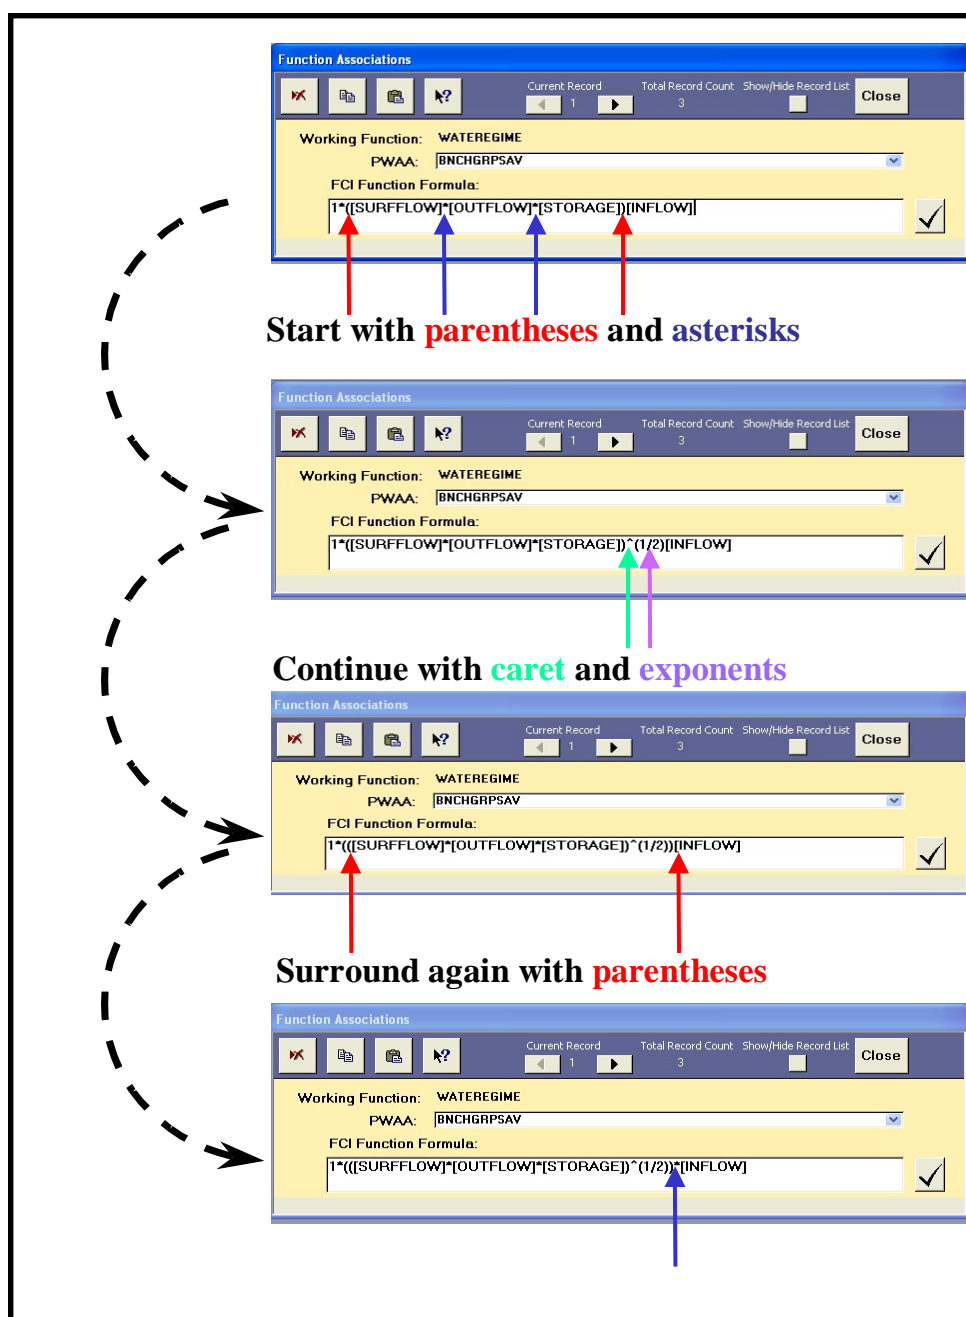 Function Associations
Current Record Total Record Count Show/Hide Record List
1 3 Close
Working Function: WATEREGIME
PWAA: BNCHGRPSAV
FCI Function Formula:
1*([SURFFLOW]*[OUTFLOW]*[STORAGE])[INFLOW]
Start with parentheses and asterisks
Function Associations
Current Record Total Record Count Show/Hide Record List
1 3 Close
Working Function: WATEREGIME
PWAA: BNCHGRPSAV
FCI Function Formula:
1*([SURFFLOW]*[OUTFLOW]*[STORAGE])^(1/2)[INFLOW]
Continue with caret and exponents
Function Associations
Current Record Total Record Count Show/Hide Record List
1 3 Close
Working Function: WATEREGIME
PWAA: BNCHGRPSAV
FCI Function Formula:
1*(([SURFFLOW]*[OUTFLOW]*[STORAGE])^(1/2))[INFLOW]
Surround again with parentheses
Function Associations
Current Record Total Record Count Show/Hide Record List
1 3 Close
Working Function: WATEREGIME
PWAA: BNCHGRPSAV
FCI Function Formula:
1*(([SURFFLOW]*[OUTFLOW]*[STORAGE])^(1/2))*[INFLOW]